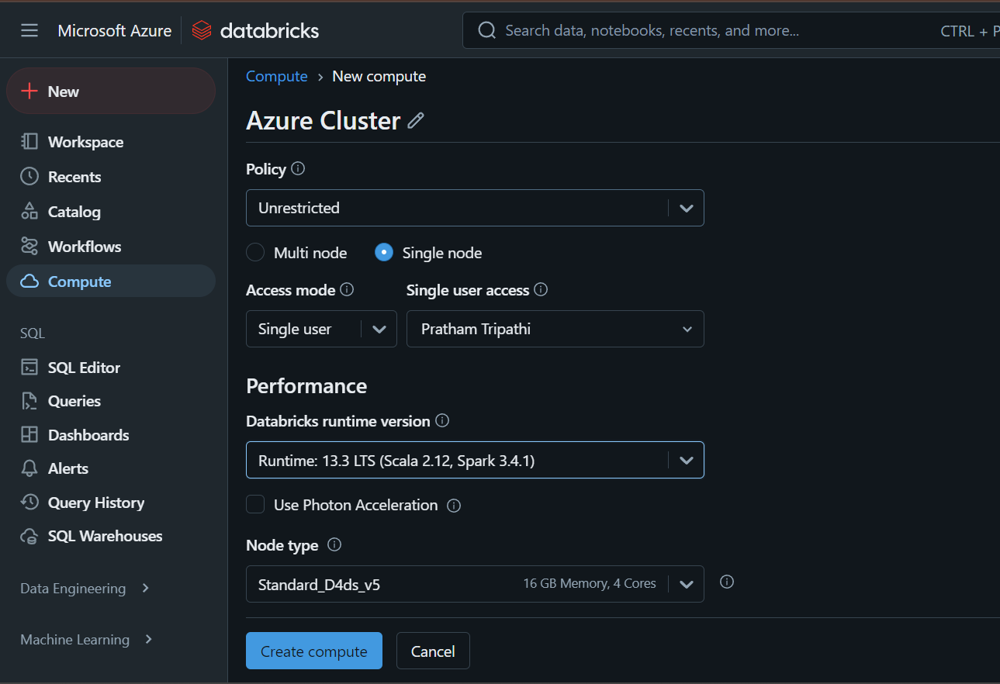 Microsoft Azure databricks
Search data, notebooks, recents, and more... CTRL + P
New
Workspace
Recents
Catalog
Workflows
Compute
SQL
SQL Editor
Queries
Dashboards
Alerts
Query History
SQL Warehouses
Data Engineering
Machine Learning
Compute > New compute
Azure Cluster
Policy
Unrestricted
Multi node Single node
Access mode Single user access
Single user Pratham Tripathi
Performance
Databricks runtime version
Runtime: 13.3 LTS (Scala 2.12, Spark 3.4.1)
Use Photon Acceleration
Node type
Standard_D4ds_v5 16 GB Memory, 4 Cores
Create compute Cancel